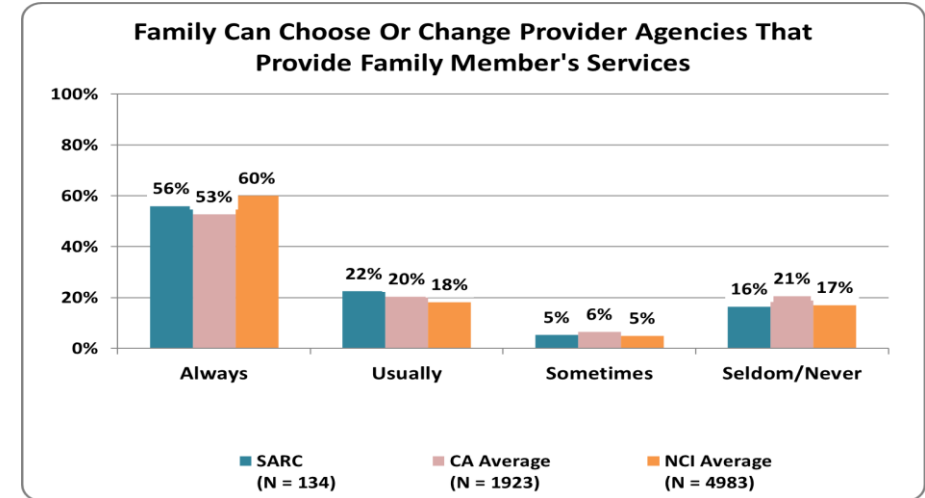 Family Can Choose Or Change Provider Agencies That
Provide Family Member's Services
100%
80%
60%
40%
20%
0%
56%
53%
60%
22%
20%
18%
5%
6%
5%
16%
21%
17%
Always
Usually
Sometimes
Seldom/Never
SARC
(N = 134)
CA Average
(N = 1923)
NCI Average
(N = 4983)